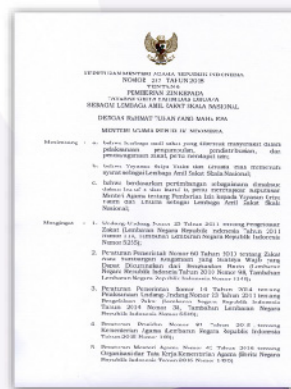 KEPUTUSAN MENTERI AGAMA REPUBLIK INDONESIA
NOMOR TAHUN 2018
TENTANG
PEMBERIAN IZIN KEPADA
YAYASAN
SEBAGAI LEMBAGA AMIL ZAKAT SKALA NASIONAL
DENGAN RAHMAT TUHAN YANG MAHA ESA
MENTERI AGAMA REPUBLIK INDONESIA
Menimbang : a. bahwa lembaga amil zakat yang dibentuk masyarakat dalam
pelaksanaan pengumpulan, pendistribusian, dan
pendayagunaan zakat, perlu mendapat izin;
b. bahwa Yayasan telah memenuhi
syarat sebagai Lembaga Amil Zakat Skala Nasional;
c. bahwa berdasarkan pertimbangan sebagaimana dimaksud
dalam huruf a dan huruf b, perlu menetapkan Keputusan
Menteri Agama tentang Pemberian Izin kepada Yayasan
sebagai Lembaga Amil Zakat Skala
Nasional;
Mengingat : 1. Undang-Undang Nomor 23 Tahun 2011 tentang Pengelolaan
Zakat (Lembaran Negara Republik Indonesia Tahun 2011
Nomor 115, Tambahan Lembaran Negara Republik Indonesia
Nomor 5255);
2. Peraturan Pemerintah Nomor 60 Tahun 2010 tentang Zakat
atau Sumbangan Keagamaan yang Sifatnya Wajib yang
Dapat Dikurangkan dari Penghasilan Bruto (Lembaran
Negara Republik Indonesia Tahun 2010 Nomor 98, Tambahan
Lembaran Negara Republik Indonesia Nomor
3. Peraturan Pemerintah Nomor 14 Tahun 2014 tentang
Pelaksanaan Undang-Undang Nomor 23 Tahun 2011 tentang
Pengelolaan Zakat (Lembaran Negara Republik Indonesia
Tahun 2014 Nomor 38, Tambahan Lembaran Negara
Republik Indonesia Nomor
4. Peraturan Presiden Nomor Tahun 2015 tentang
Kementerian Agama (Lembaran Negara Republik Indonesia
Tahun 2015 Nomor
5. Peraturan Menteri Agama Nomor Tahun 2016 tentang
Organisasi dan Tata Kerja Kementerian Agama (Berita Negara
Republik Indonesia Tahun 2016 Nomor